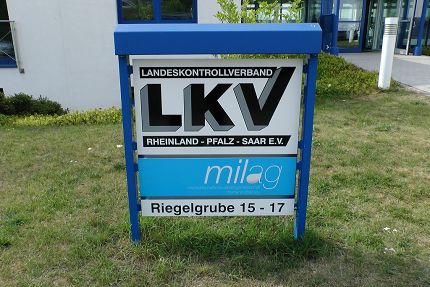 LANDESKONTROLLVERBAND
LKV
RHEINLAND - PFALZ - SAAR E.V.
milag
Riegelgrube 15 - 17